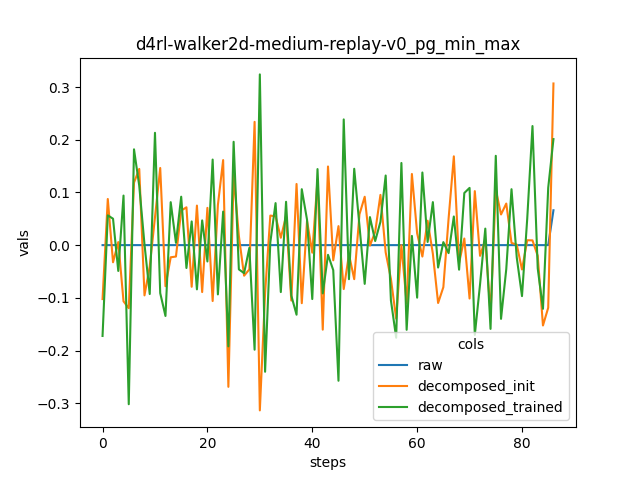 d4rl-walker2d-medium-replay-v0_pg_min_max
0.3
0.2
0.1
0.0
−0.1
−0.2
−0.3
vals
0
20
40
60
80
steps
cols
raw
decomposed_init
decomposed_trained